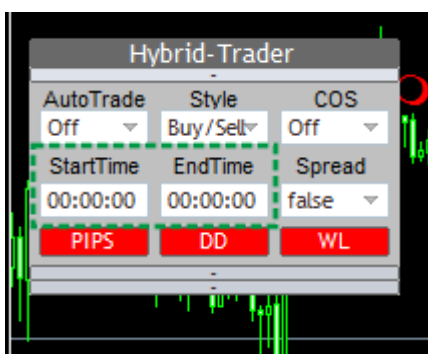 Hybrid-Trader
-
AutoTrade Style COS
Off Buy/Sell Off
StartTime EndTime Spread
00:00:00 00:00:00 false
PIPS DD WL
-
-